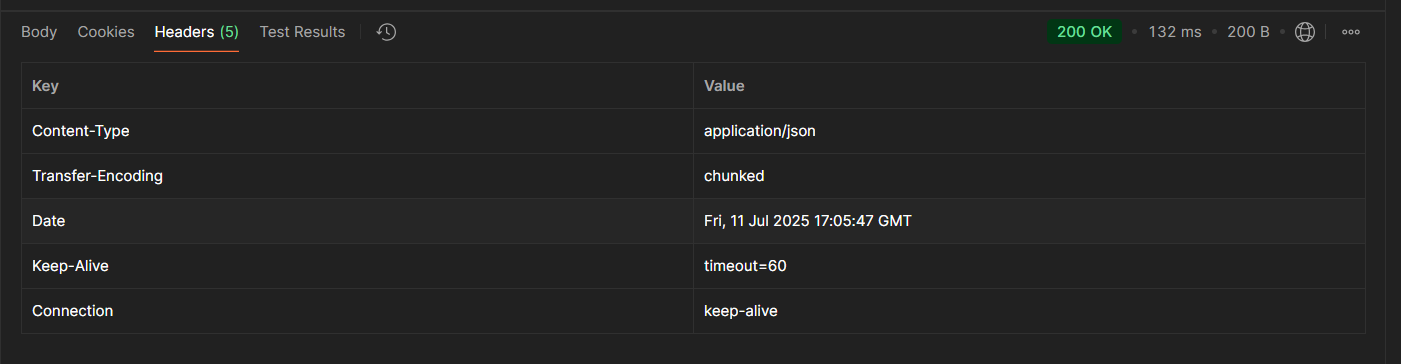 Body Cookies Headers (5) Test Results 200 OK • 132 ms • 200 B •
Key Value
Content-Type application/json
Transfer-Encoding chunked
Date Fri, 11 Jul 2025 17:05:47 GMT
Keep-Alive timeout=60
Connection keep-alive